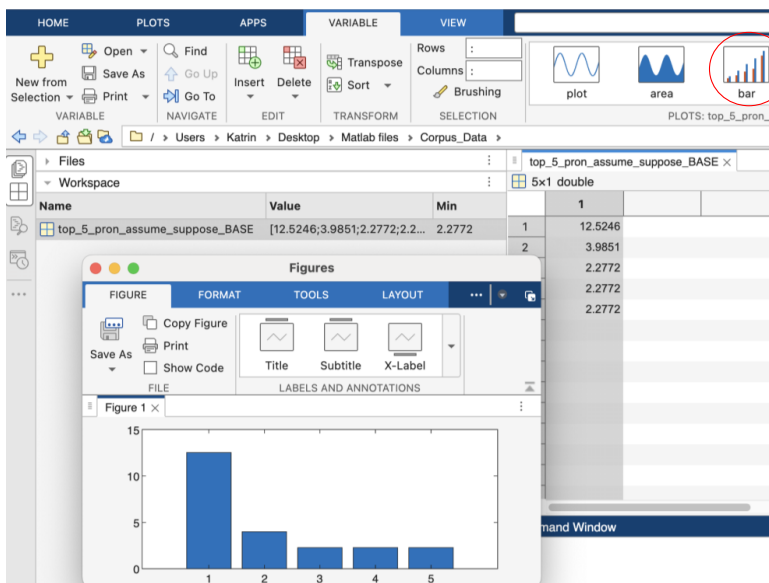 HOME PLOTS APPS VARIABLE VIEW
New from
Selection
Open
Save As
Print
VARIABLE
Find
Go Up
Go To
NAVIGATE
Insert
Delete
EDIT
Transpose
Sort
TRANSFORM
Rows :
Columns :
Brushing
SELECTION
plot
area
bar
PLOTS: top_5_pron_
/ › Users › Katrin › Desktop › Matlab files › Corpus_Data ›
Files
Workspace
Name Value Min
top_5_pron_assume_suppose_BASE [12.5246;3.9851;2.2772;2.2... 2.2772
top_5_pron_assume_suppose_BASE ×
5×1 double
1
1 12.5246
2 3.9851
2.2772
2.2772
2.2772
Figures
FIGURE FORMAT TOOLS LAYOUT ...
Save As
Copy Figure
Print
Show Code
FILE
Title
Subtitle
X-Label
LABELS AND ANNOTATIONS
Figure 1 ×
15
10
5
0
1 2 3 4 5
mand Window